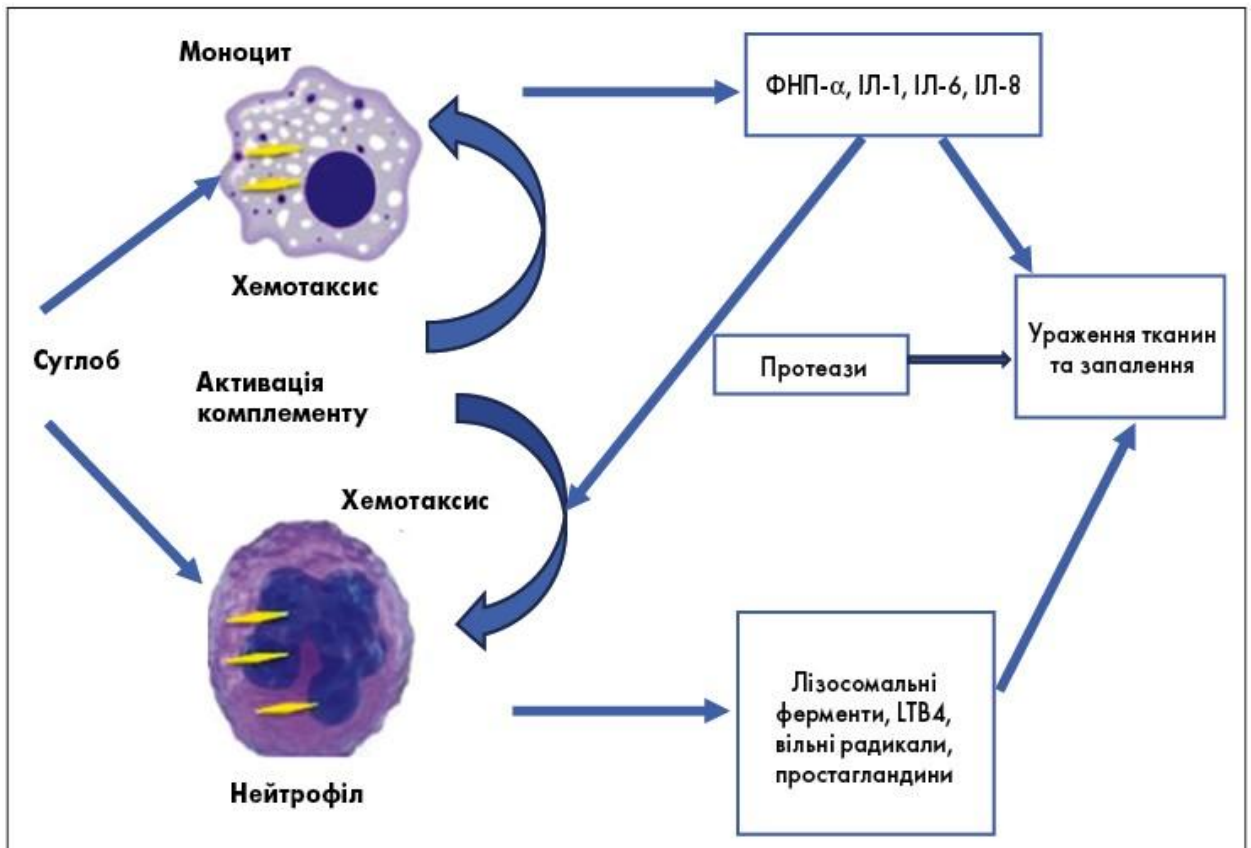 Моноцит
ФНП-α, ІЛ-1, ІЛ-6, ІЛ-8
Хемотаксис
Суглоб
Активація
комплементу
Протеази
Ураження тканин
та запалення
Хемотаксис
Нейтрофіл
Лізосомальні
ферменти, LTB4,
вільні радикали,
простагландини